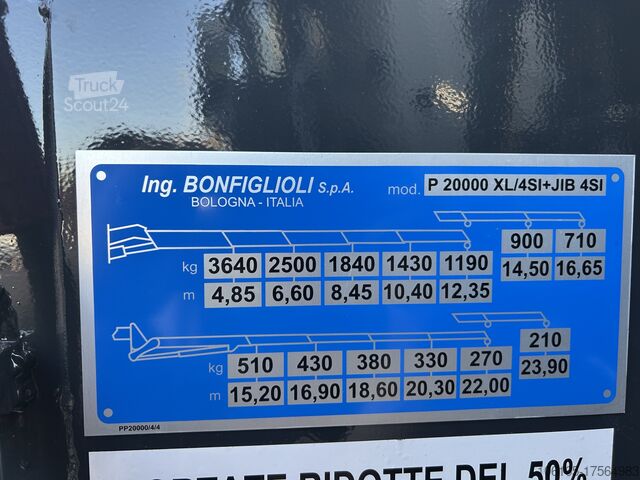 Truck
Scout24
Ing. BONFIGLIOLI S.p.A.
BOLOGNA - ITALIA
mod. P 20000 XL/4SI+JIB 4SI
kg 3640 2500 1840 1430 1190 900 710
m 4,85 6,60 8,45 10,40 12,35 14,50 16,65
kg 510 430 380 330 270 210
m 15,20 16,90 18,60 20,30 22,00 23,90
PP20000/4/4
RIDOTTE DEL 50%